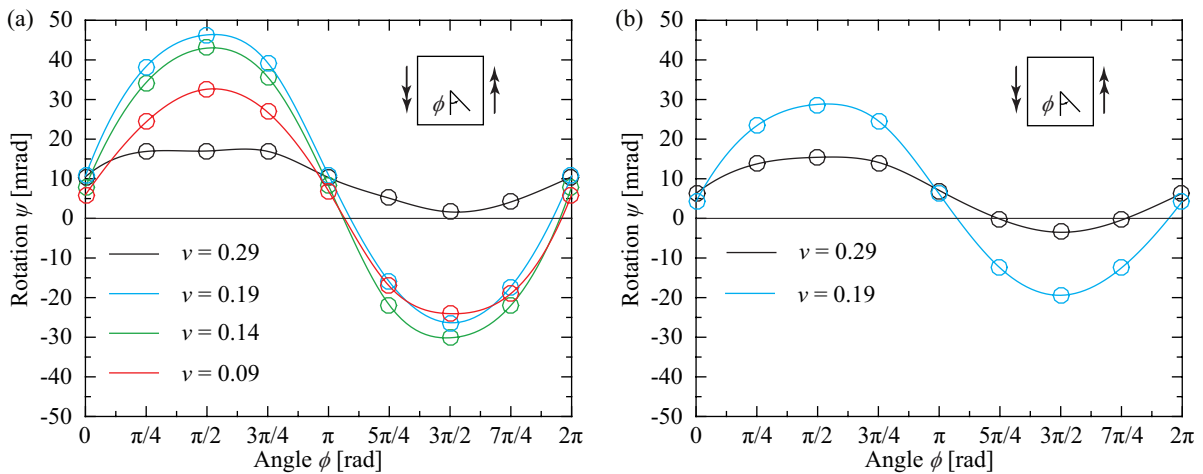 (a)
Rotation ψ [mrad]
50
40
30
20
10
0
-10
-20
-30
-40
-50
ϕ
ν = 0.29
ν = 0.19
ν = 0.14
ν = 0.09
0 π/4 π/2 3π/4 π 5π/4 3π/2 7π/4 2π
Angle ϕ [rad]
(b)
Rotation ψ [mrad]
50
40
30
20
10
0
-10
-20
-30
-40
-50
ϕ
ν = 0.29
ν = 0.19
0 π/4 π/2 3π/4 π 5π/4 3π/2 7π/4 2π
Angle ϕ [rad]